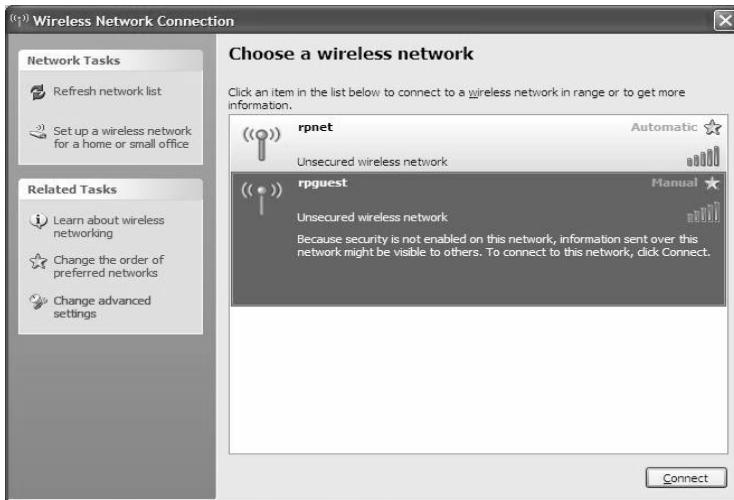 Wireless Network Connection
Network Tasks
Refresh network list
Set up a wireless network
for a home or small office
Related Tasks
Learn about wireless
networking
Change the order of
preferred networks
Change advanced
settings
Choose a wireless network
Click an item in the list below to connect to a wireless network in range or to get more
information.
rpnet
Automatic
Unsecured wireless network
rpguest
Manual
Unsecured wireless network
Because security is not enabled on this network, information sent over this
network might be visible to others. To connect to this network, click Connect.
Connect